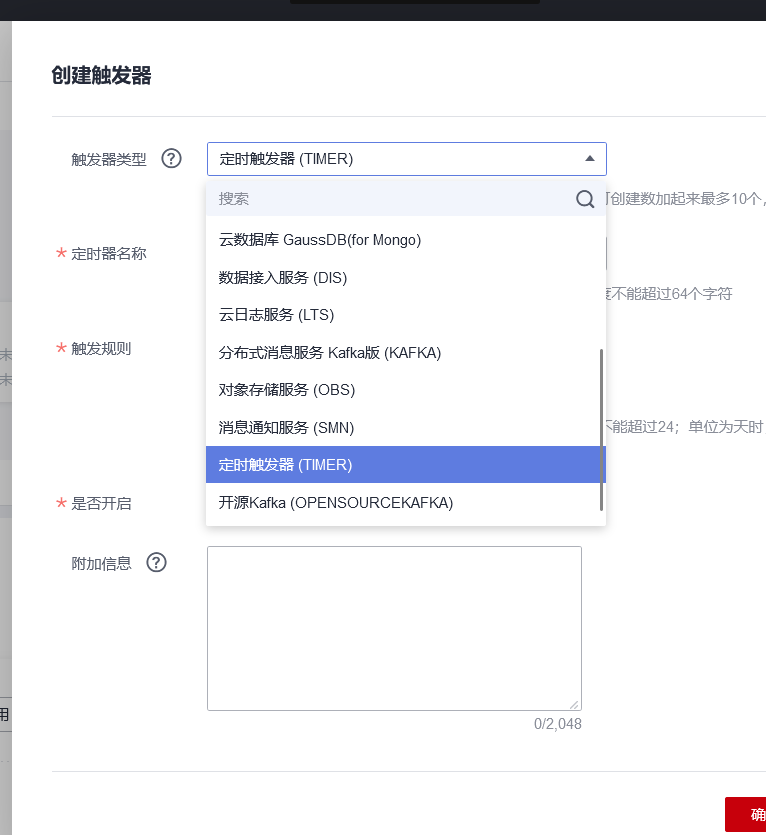 创建触发器
触发器类型
定时触发器 (TIMER)
搜索
可创建数加起来最多10个，
云数据库 GaussDB(for Mongo)
定时器名称
数据接入服务 (DIS)
度不能超过64个字符
云日志服务 (LTS)
触发规则
分布式消息服务 Kafka版 (KAFKA)
未
未
对象存储服务 (OBS)
消息通知服务 (SMN)
不能超过24；单位为天时
定时触发器 (TIMER)
是否开启
开源Kafka (OPENSOURCEKAFKA)
附加信息
用
0/2,048
确